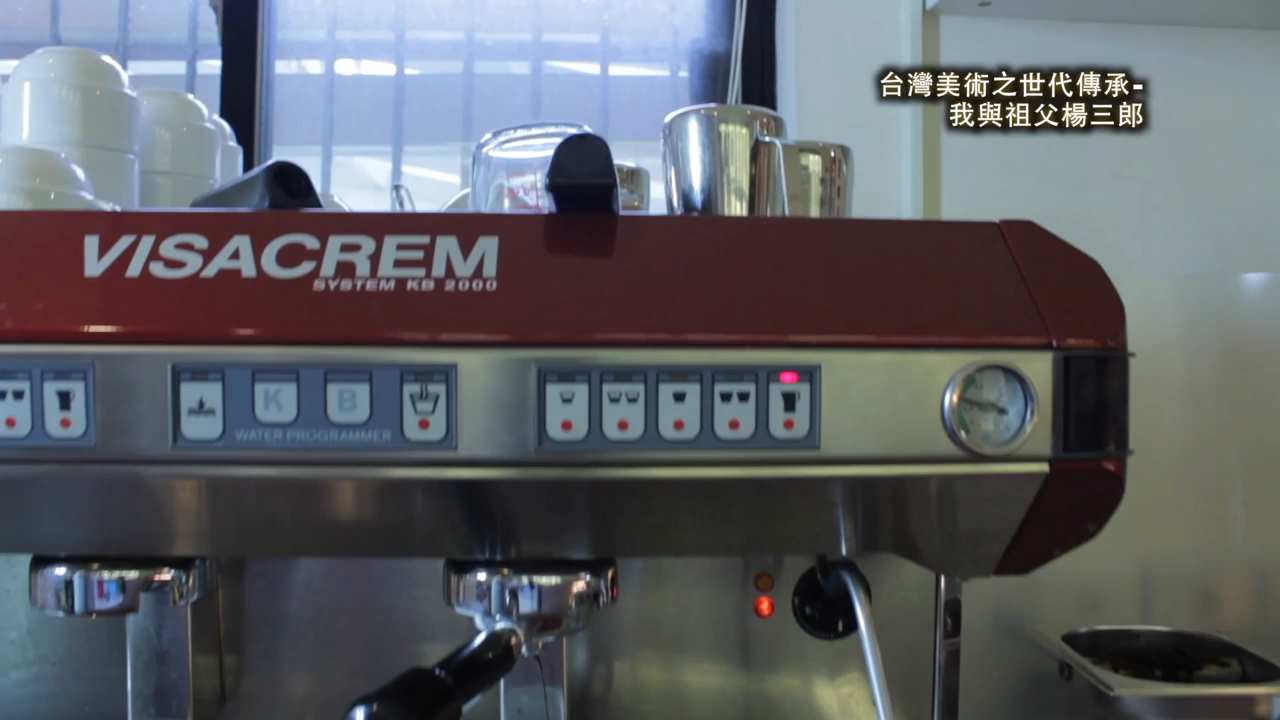 台灣美術之世代傳承-
我與祖父楊三郎
VISACREM
SYSTEM KB 2000
K B
WATER PROGRAMMER